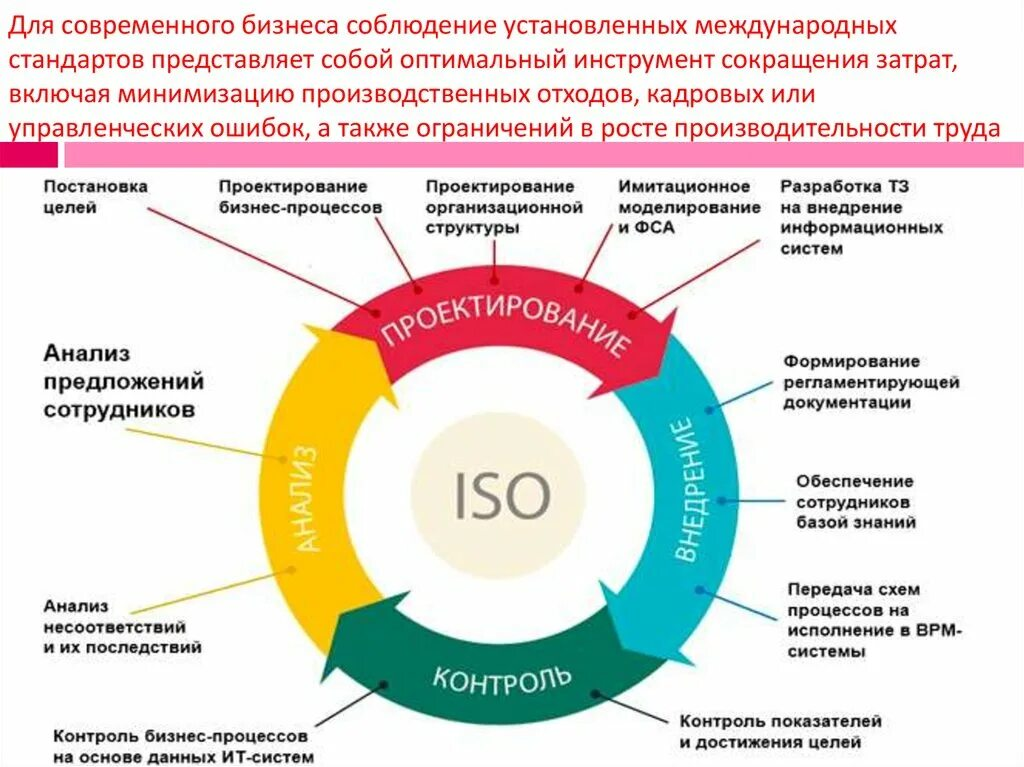 Для современного бизнеса соблюдение установленных международных
стандартов представляет собой оптимальный инструмент сокращения затрат,
включая минимизацию производственных отходов, кадровых или
управленческих ошибок, а также ограничений в росте производительности труда
Постановка
целей
Проектирование
бизнес-процессов
Проектирование
организационной
структуры
Имитационное
моделирование
и ФСА
Разработка ТЗ
на внедрение
информационных
систем
ПРОЕКТИРОВАНИЕ
Анализ
предложений
сотрудников
Формирование
регламентирующей
документации
АНАЛИЗ
ISO
ВНЕДРЕНИЕ
Обеспечение
сотрудников
базой знаний
Анализ
несоответствий
и их последствий
Передача схем
процессов на
исполнение в BPM-
системы
КОНТРОЛЬ
Контроль бизнес-процессов
на основе данных ИТ-систем
Контроль показателей
и достижения целей